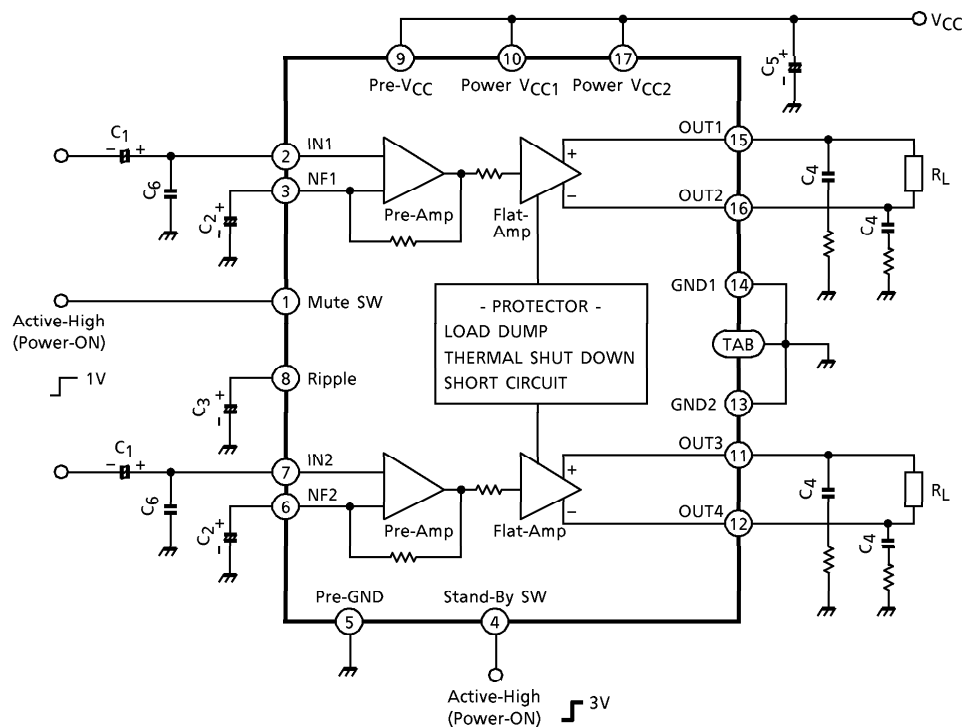 VCC
9
10
17
Pre-VCC
Power VCC1
Power VCC2
C5
+
-
C1
- +
2
IN1
C6
3
NF1
C2
+
-
Pre-Amp
+
-
Flat-
Amp
OUT1
15
OUT2
16
C4
C4
RL
1
Mute SW
Active-High
(Power-ON)
1V
8
Ripple
C3
+
-
- PROTECTOR -
LOAD DUMP
THERMAL SHUT DOWN
SHORT CIRCUIT
GND1
14
TAB
GND2
13
C1
- +
7
IN2
C6
6
NF2
C2
+
-
Pre-Amp
+
-
Flat-Amp
OUT3
11
OUT4
12
C4
C4
RL
Pre-GND
5
Stand-By SW
4
Active-High
(Power-ON)
3V